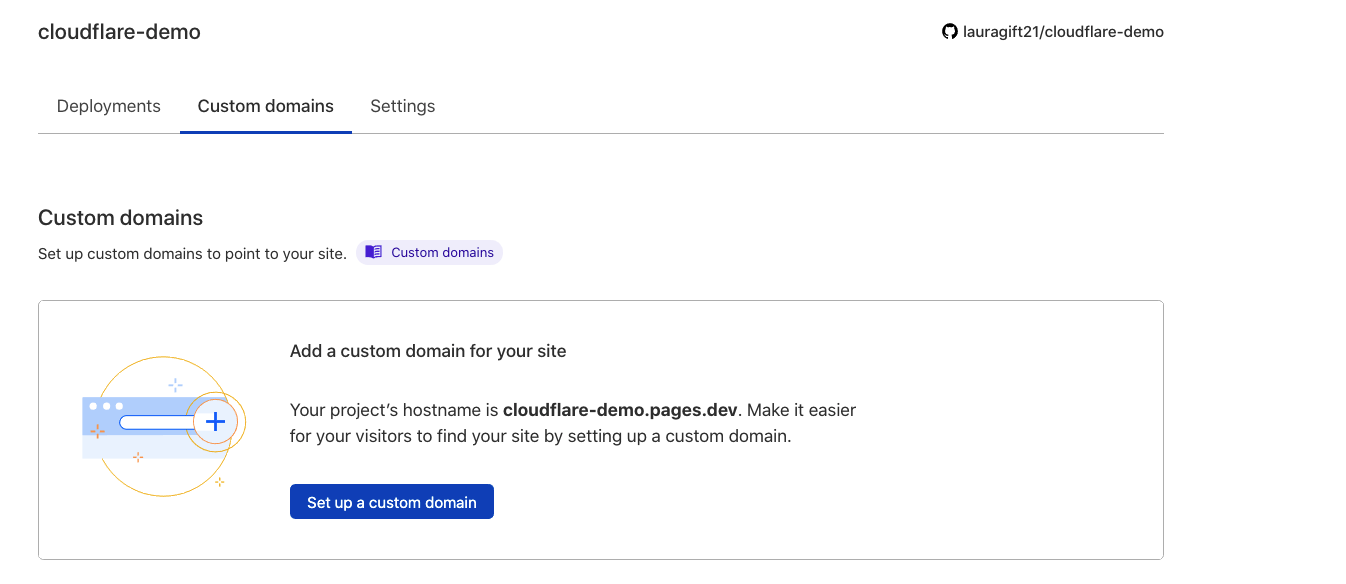 cloudflare-demo
lauragift21/cloudflare-demo
Deployments Custom domains Settings
Custom domains
Set up custom domains to point to your site. Custom domains
Add a custom domain for your site
Your project’s hostname is cloudflare-demo.pages.dev. Make it easier
for your visitors to find your site by setting up a custom domain.
Set up a custom domain